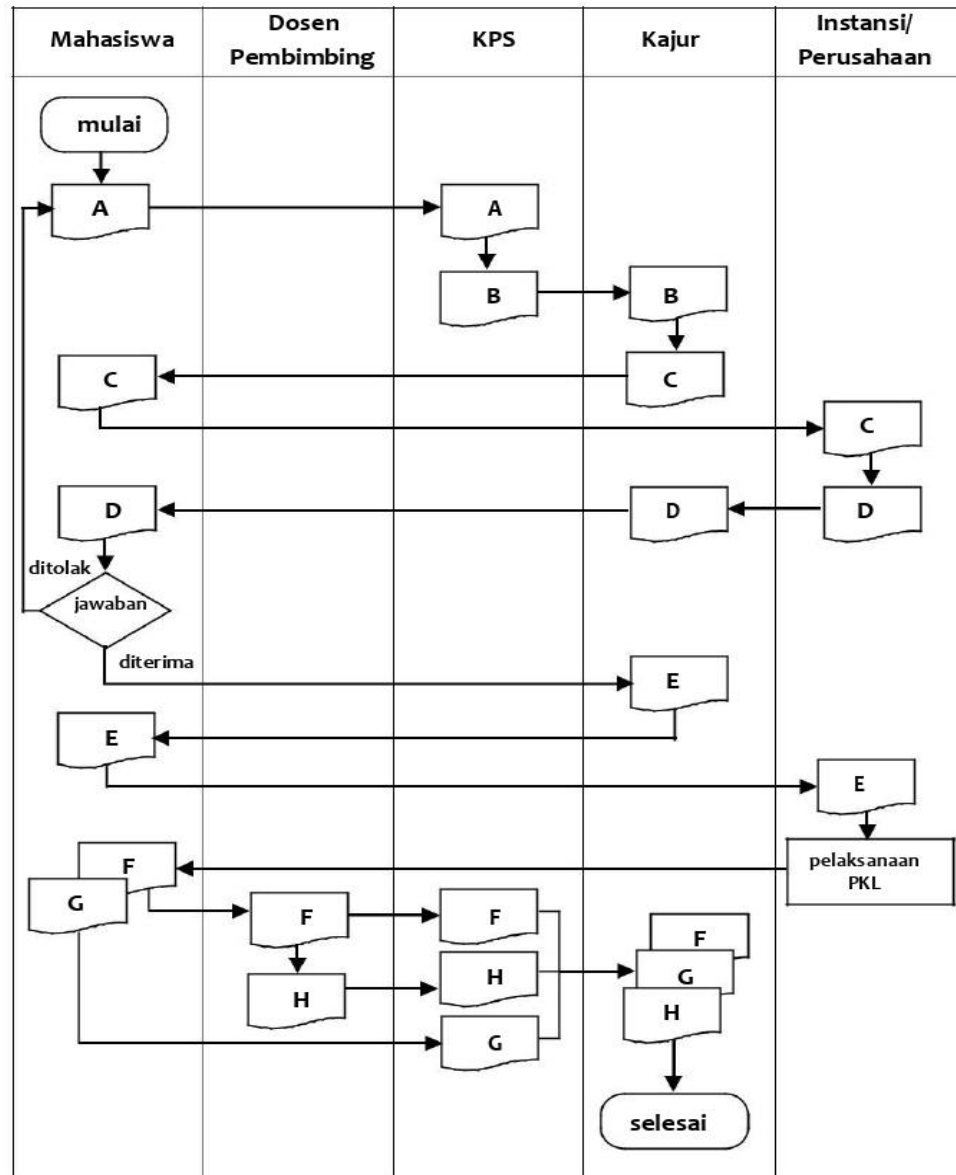 Mahasiswa
Dosen
Pembimbing
KPS
Kajur
Instansi/
Perusahaan
mulai
A
A
B
B
C
C
C
D
D
D
ditolak
jawaban
diterima
E
E
E
pelaksanaan
PKL
F
G
F
F
F
H
H
G
G
H
selesai